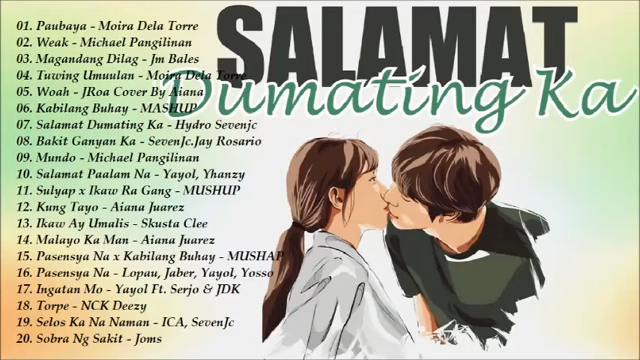 SALAMAT
Dumating Ka
01. Paubaya - Moira Dela Torre
02. Weak - Michael Pangilinan
03. Magandang Dilag - Jm Bales
04. Tuwing Umuulan - Moira Dela Torre
05. Woah - JRoa Cover By Aiana
06. Kabilang Buhay - MASHUP
07. Salamat Dumating Ka - Hydro Sevenjc
08. Bakit Ganyan Ka - SevenJc.Jay Rosario
09. Mundo - Michael Pangilinan
10. Salamat Paalam Na - Yayol, Yhanzy
11. Sulyap x Ikaw Ra Gang - MUSHUP
12. Kung Tayo - Aiana Juarez
13. Ikaw Ay Umalis - Skusta Clee
14. Malayo Ka Man - Aiana Juarez
15. Pasensya Na x Kabilang Buhay - MUSHAP
16. Pasensya Na - Lopau, Jaber, Yayol, Yosso
17. Ingatan Mo - Yayol Ft. Serjo & JDK
18. Torpe - NCK Deezy
19. Selos Ka Na Naman - ICA, SevenJc
20. Sobra Ng Sakit - Joms